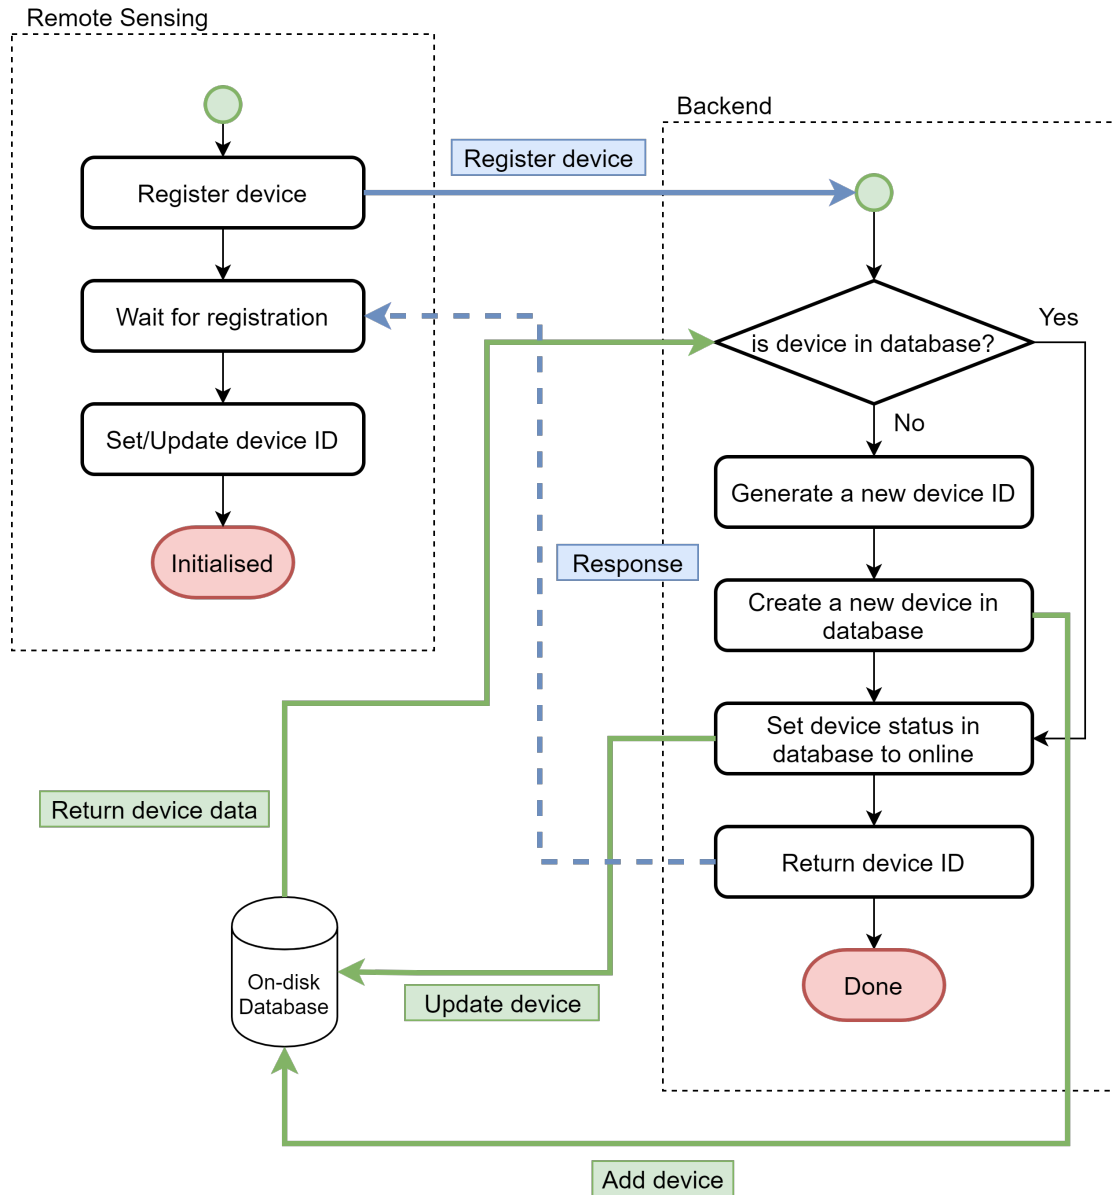 Remote Sensing
Backend
Register device
Register device
Wait for registration
Yes
is device in database?
Set/Update device ID
No
Generate a new device ID
Initialised
Response
Create a new device in
database
Set device status in
database to online
Return device data
Return device ID
On-disk
Database
Update device
Done
Add device